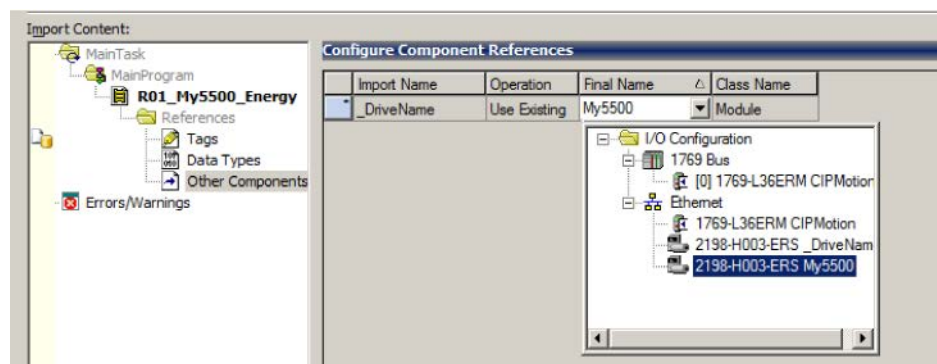 Import Content:
MainTask
MainProgram
R01_My5500_Energy
References
Tags
Data Types
Other Components
Errors/Warnings
Configure Component References
Import Name Operation Final Name Class Name
_DriveName Use Existing My5500 Module
I/O Configuration
1769 Bus
[0] 1769-L36ERM CIPMotion
Ethernet
1769-L36ERM CIPMotion
2198-H003-ERS _DriveNam
2198-H003-ERS My5500